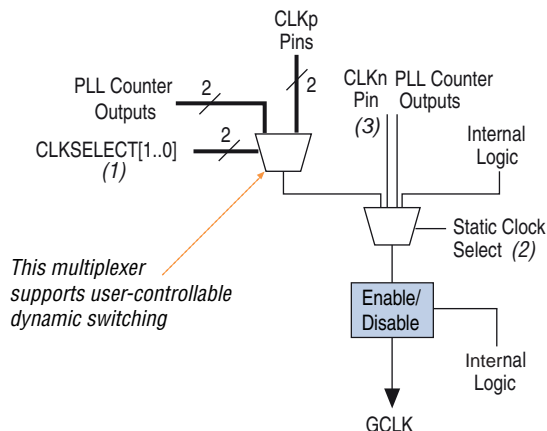 CLKp
Pins
PLL Counter
Outputs
2
2
CLKn
Pin
(3)
PLL Counter
Outputs
CLKSELECT[1..0]
(1)
2
Internal
Logic
Static Clock
Select (2)
This multiplexer
supports user-controllable
dynamic switching
Enable/
Disable
Internal
Logic
GCLK